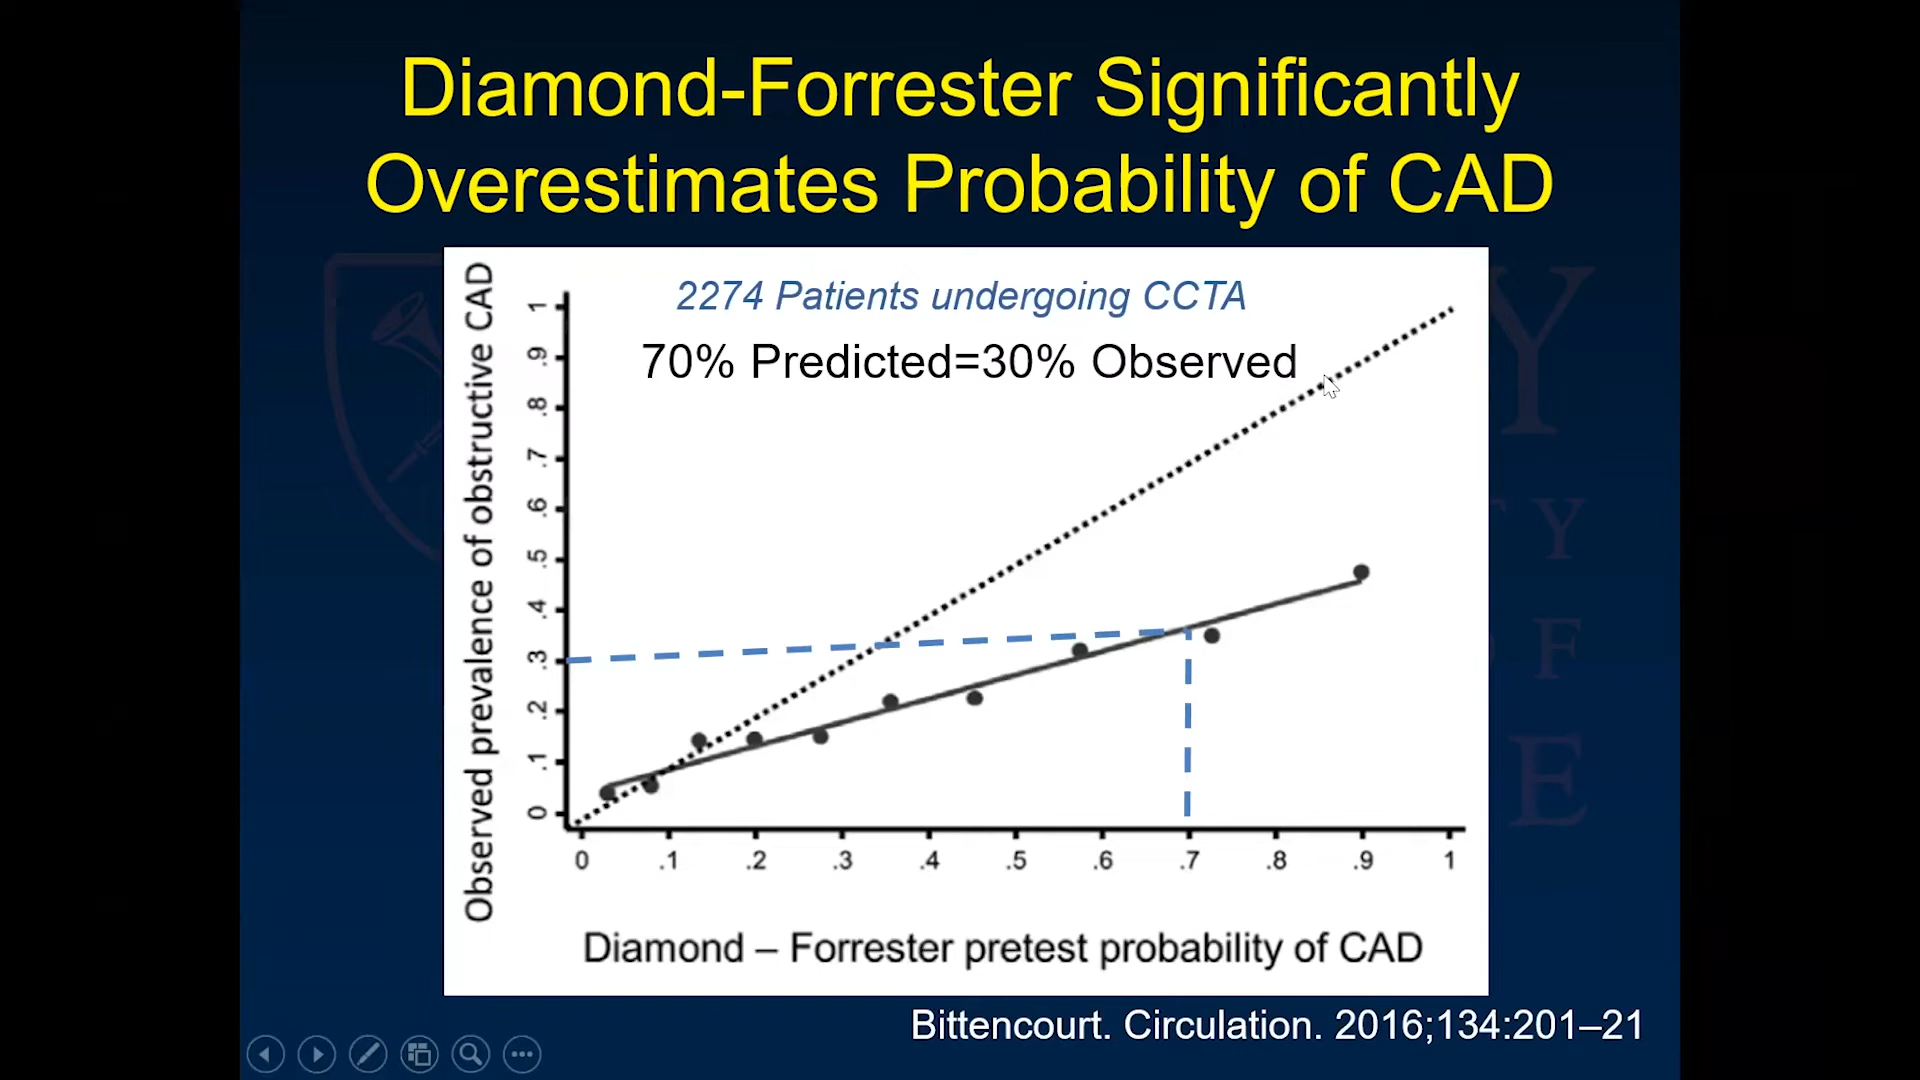 Diamond-Forrester Significantly
Overestimates Probability of CAD
2274 Patients undergoing CCTA
70% Predicted=30% Observed
Observed prevalence of obstructive CAD
1
.9
.8
.7
.6
.5
.4
.3
.2
.1
0
0 .1 .2 .3 .4 .5 .6 .7 .8 .9 1
Diamond – Forrester pretest probability of CAD
Bittencourt. Circulation. 2016;134:201–21
Y
T Y
F
E